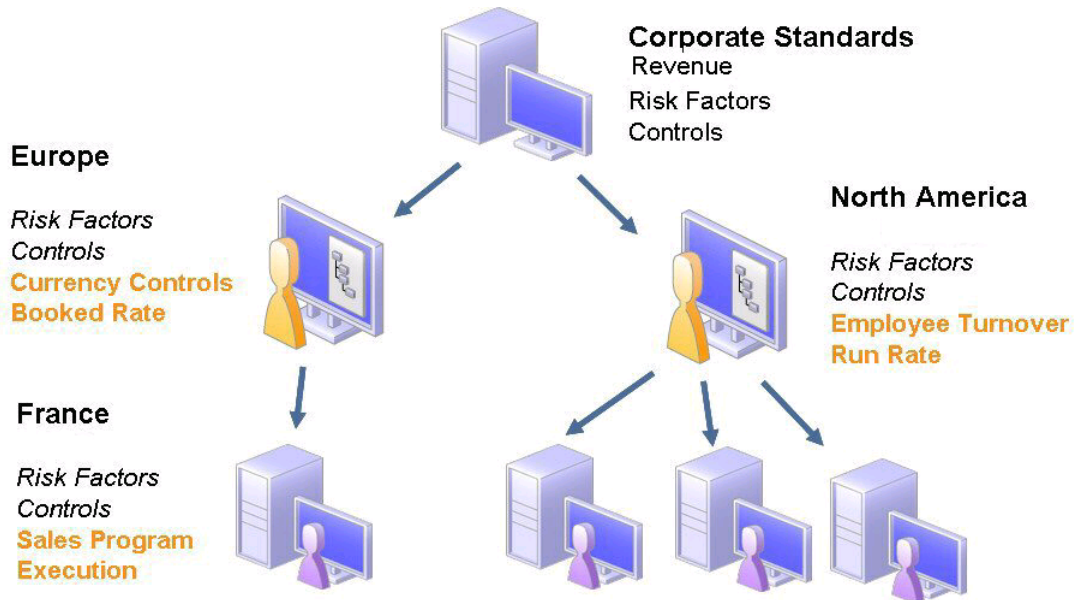 Corporate Standards
Revenue
Risk Factors
Controls
Europe
Risk Factors
Controls
Currency Controls
Booked Rate
North America
Risk Factors
Controls
Employee Turnover
Run Rate
France
Risk Factors
Controls
Sales Program
Execution